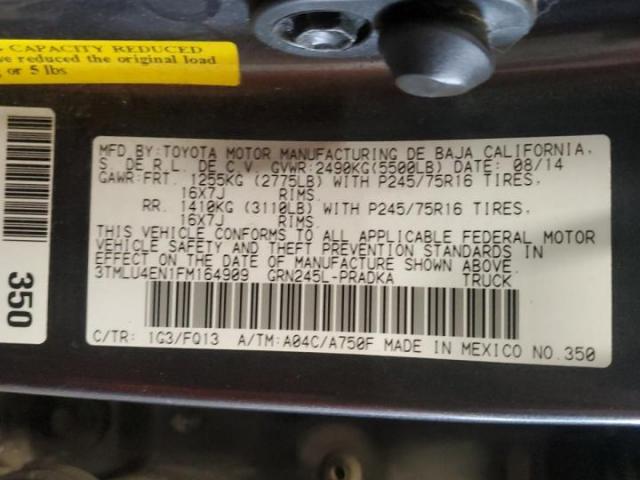 CAPACITY REDUCED
ve reduced the original load
or 5 lbs
350
MFD BY:TOYOTA MOTOR MANUFACTURING DE BAJA CALIFORNIA,
S. DE R.L. DE C.V. GVWR:2490KG(5500LB) DATE: 08/14
GAWR:FRT. 1255KG (2775LB) WITH P245/75R16 TIRES,
16X7J RIMS.
RR. 1410KG (3110LB) WITH P245/75R16 TIRES,
16X7J RIMS.
THIS VEHICLE CONFORMS TO ALL APPLICABLE FEDERAL MOTOR
VEHICLE SAFETY AND THEFT PREVENTION STANDARDS IN
EFFECT ON THE DATE OF MANUFACTURE SHOWN ABOVE.
3TMLU4EN1FM164909 GRN245L-PRADKA TRUCK
C/TR: 1G3/FQ13 A/TM:A04C/A750F MADE IN MEXICO NO.350